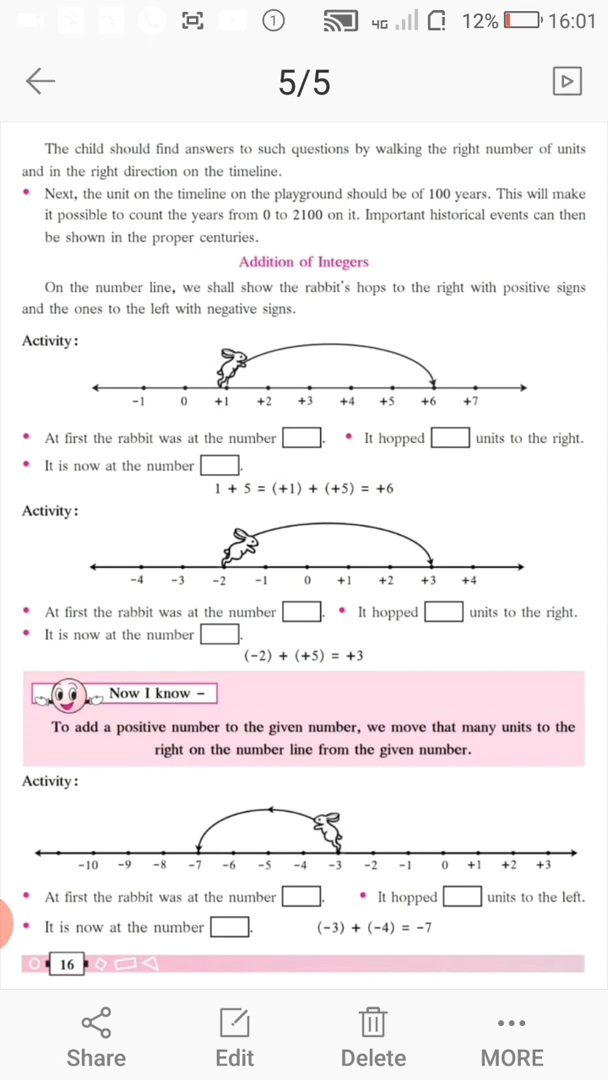 1 4G ! 12% 16:01
5/5
The child should find answers to such questions by walking the right number of units
and in the right direction on the timeline.
• Next, the unit on the timeline on the playground should be of 100 years. This will make
it possible to count the years from 0 to 2100 on it. Important historical events can then
be shown in the proper centuries.
Addition of Integers
On the number line, we shall show the rabbit's hops to the right with positive signs
and the ones to the left with negative signs.
Activity :
-1 0 +1 +2 +3 +4 +5 +6 +7
• At first the rabbit was at the number . • It hopped units to the right.
• It is now at the number .
1 + 5 = (+1) + (+5) = +6
Activity :
-4 -3 -2 -1 0 +1 +2 +3 +4
• At first the rabbit was at the number . • It hopped units to the right.
• It is now at the number .
(-2) + (+5) = +3
Now I know -
To add a positive number to the given number, we move that many units to the
right on the number line from the given number.
Activity :
-10 -9 -8 -7 -6 -5 -4 -3 -2 -1 0 +1 +2 +3
• At first the rabbit was at the number . • It hopped units to the left.
• It is now at the number . (-3) + (-4) = -7
16
Share Edit Delete MORE